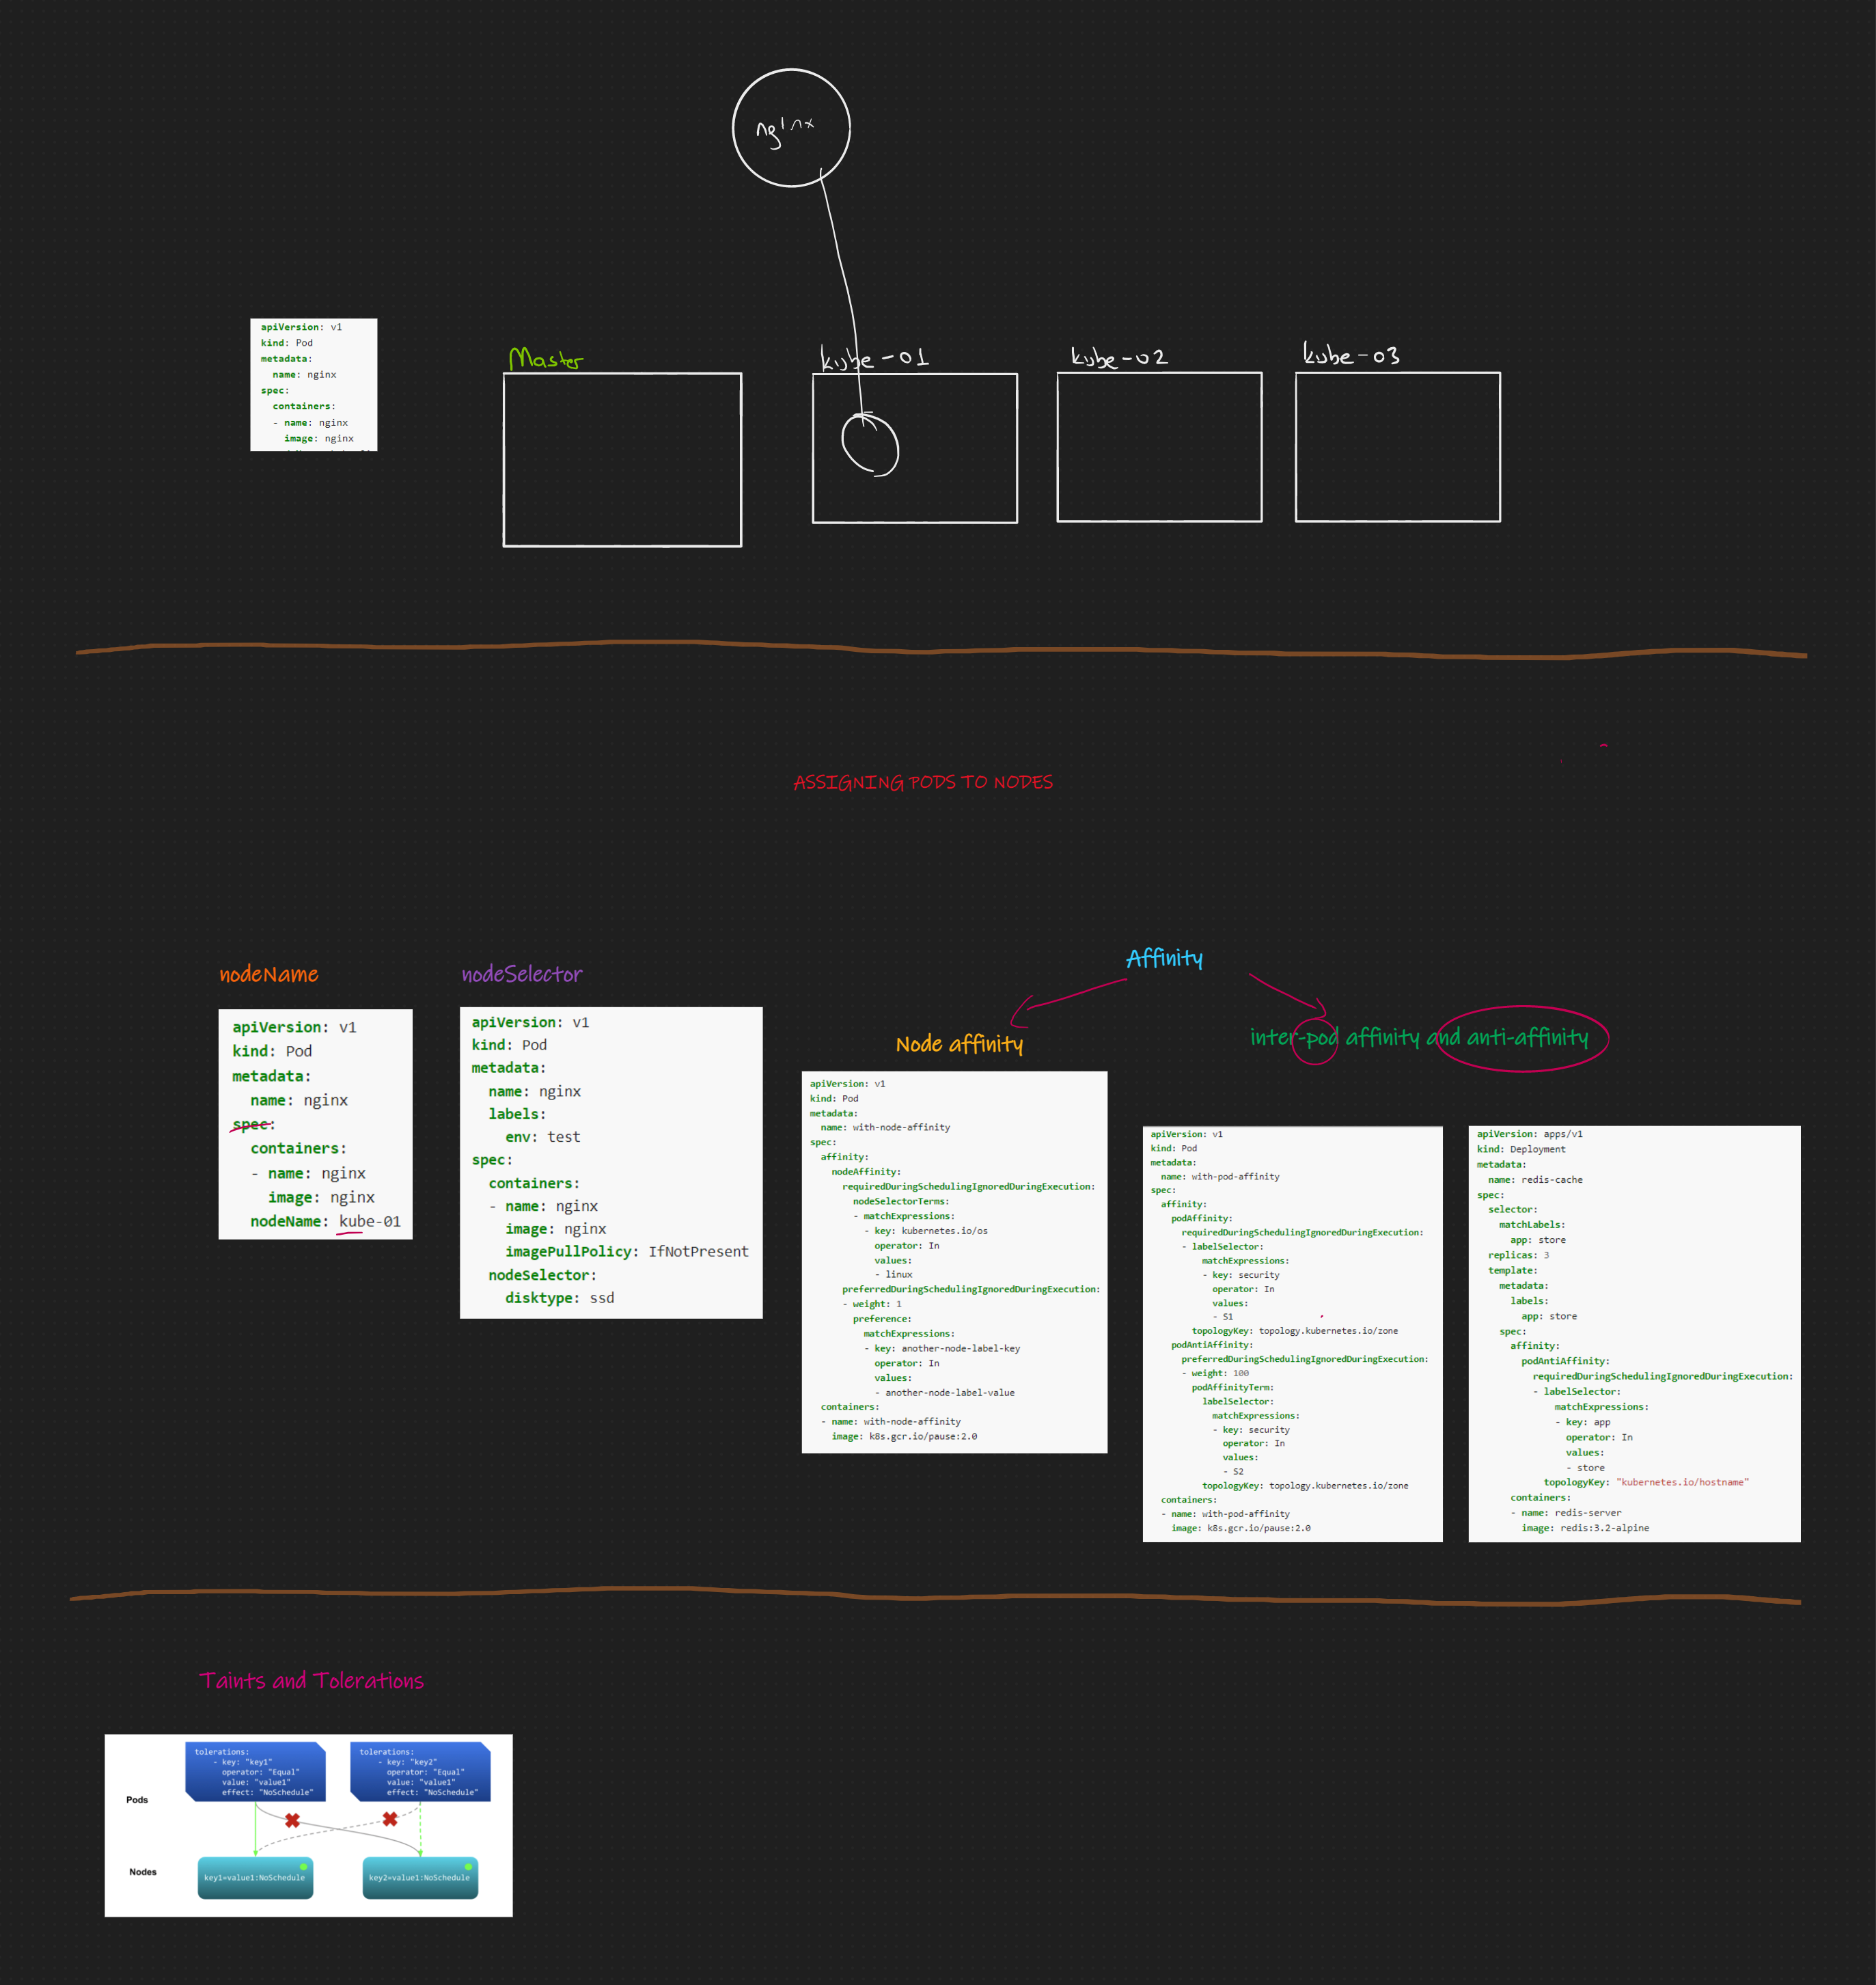 nginx
apiVersion: v1
kind: Pod
metadata:
  name: nginx
spec:
  containers:
  - name: nginx
    image: nginx
Master
kube-01
kube-02
kube-03
ASSIGNING PODS TO NODES
nodeName
apiVersion: v1
kind: Pod
metadata:
  name: nginx
spec:
  containers:
  - name: nginx
    image: nginx
  nodeName: kube-01
nodeSelector
apiVersion: v1
kind: Pod
metadata:
  name: nginx
  labels:
    env: test
spec:
  containers:
  - name: nginx
    image: nginx
    imagePullPolicy: IfNotPresent
  nodeSelector:
    disktype: ssd
Affinity
Node affinity
apiVersion: v1
kind: Pod
metadata:
  name: with-node-affinity
spec:
  affinity:
    nodeAffinity:
      requiredDuringSchedulingIgnoredDuringExecution:
        nodeSelectorTerms:
        - matchExpressions:
          - key: kubernetes.io/os
            operator: In
            values:
            - linux
      preferredDuringSchedulingIgnoredDuringExecution:
      - weight: 1
        preference:
          matchExpressions:
          - key: another-node-label-key
            operator: In
            values:
            - another-node-label-value
  containers:
  - name: with-node-affinity
    image: k8s.gcr.io/pause:2.0
inter-pod affinity and anti-affinity
apiVersion: v1
kind: Pod
metadata:
  name: with-pod-affinity
spec:
  affinity:
    podAffinity:
      requiredDuringSchedulingIgnoredDuringExecution:
      - labelSelector:
          matchExpressions:
          - key: security
            operator: In
            values:
            - S1
        topologyKey: topology.kubernetes.io/zone
    podAntiAffinity:
      preferredDuringSchedulingIgnoredDuringExecution:
      - weight: 100
        podAffinityTerm:
          labelSelector:
            matchExpressions:
            - key: security
              operator: In
              values:
              - S2
          topologyKey: topology.kubernetes.io/zone
  containers:
  - name: with-pod-affinity
    image: k8s.gcr.io/pause:2.0
apiVersion: apps/v1
kind: Deployment
metadata:
  name: redis-cache
spec:
  selector:
    matchLabels:
      app: store
  replicas: 3
  template:
    metadata:
      labels:
        app: store
    spec:
      affinity:
        podAntiAffinity:
          requiredDuringSchedulingIgnoredDuringExecution:
          - labelSelector:
              matchExpressions:
              - key: app
                operator: In
                values:
                - store
            topologyKey: "kubernetes.io/hostname"
      containers:
      - name: redis-server
        image: redis:3.2-alpine
Taints and Tolerations
Pods
tolerations:
    - key: "key1"
      operator: "Equal"
      value: "value1"
      effect: "NoSchedule"
tolerations:
    - key: "key2"
      operator: "Equal"
      value: "value1"
      effect: "NoSchedule"
Nodes
key1=value1:NoSchedule
key2=value1:NoSchedule